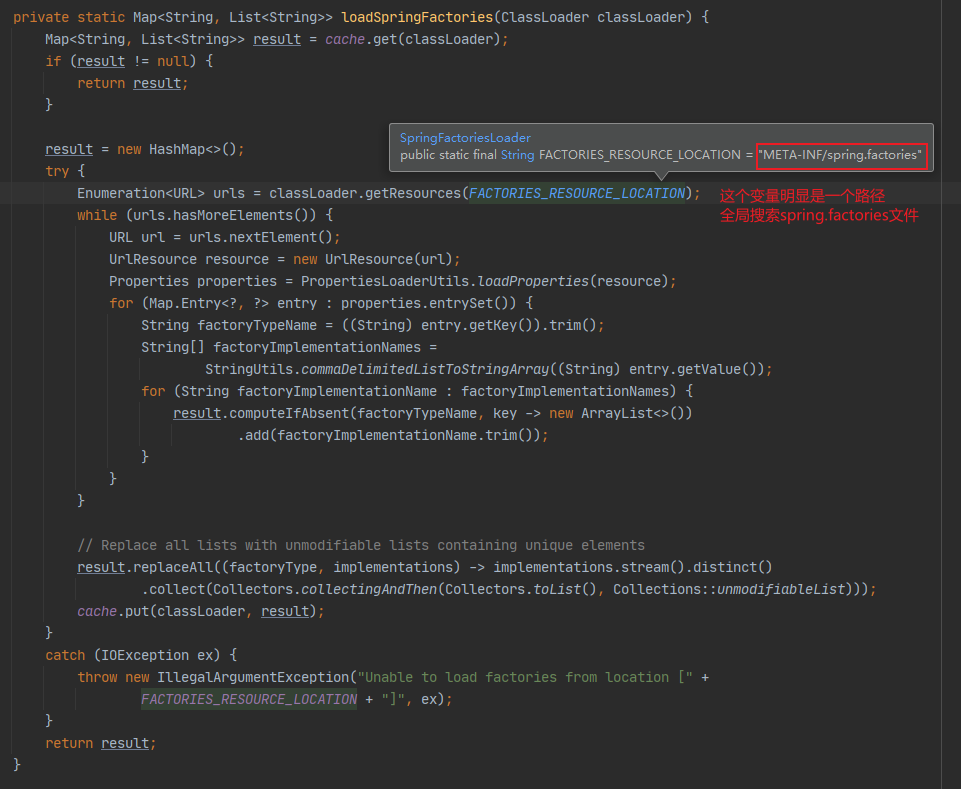 private static Map<String, List<String>> loadSpringFactories(ClassLoader classLoader) {
Map<String, List<String>> result = cache.get(classLoader);
if (result != null) {
return result;
}
result = new HashMap<>();
SpringFactoriesLoader
public static final String FACTORIES_RESOURCE_LOCATION = "META-INF/spring.factories"
try {
Enumeration<URL> urls = classLoader.getResources(FACTORIES_RESOURCE_LOCATION);
这个变量明显是一个路径
全局搜索spring.factories文件
while (urls.hasMoreElements()) {
URL url = urls.nextElement();
UrlResource resource = new UrlResource(url);
Properties properties = PropertiesLoaderUtils.loadProperties(resource);
for (Map.Entry<?, ?> entry : properties.entrySet()) {
String factoryTypeName = ((String) entry.getKey()).trim();
String[] factoryImplementationNames =
StringUtils.commaDelimitedListToStringArray((String) entry.getValue());
for (String factoryImplementationName : factoryImplementationNames) {
result.computeIfAbsent(factoryTypeName, key -> new ArrayList<>())
.add(factoryImplementationName.trim());
}
}
}
// Replace all lists with unmodifiable lists containing unique elements
result.replaceAll((factoryType, implementations) -> implementations.stream().distinct()
.collect(Collectors.collectingAndThen(Collectors.toList(), Collections::unmodifiableList)));
cache.put(classLoader, result);
}
catch (IOException ex) {
throw new IllegalArgumentException("Unable to load factories from location [" +
FACTORIES_RESOURCE_LOCATION + "]", ex);
}
return result;
}